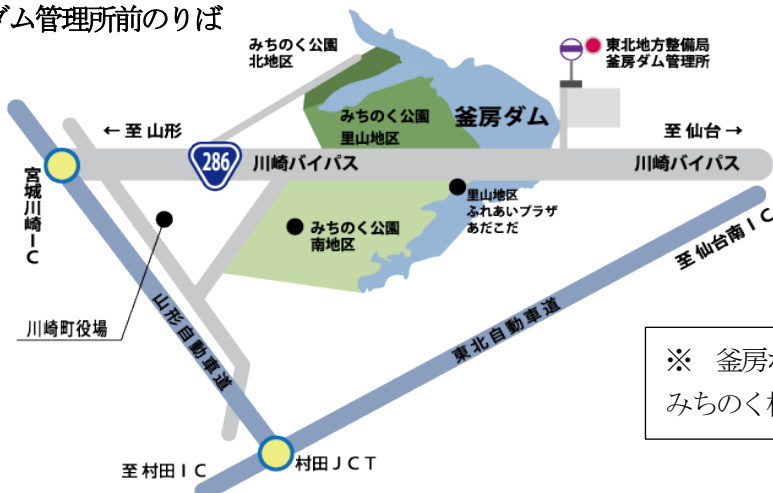 ダム管理所前のりば
みちのく公園
北地区
東北地方整備局
釜房ダム管理所
みちのく公園
里山地区
釜房ダム
← 至 山形
至 仙台 →
286
川崎バイパス
川崎バイパス
宮城川崎IC
里山地区
ふれあいプラザ
あだこだ
みちのく公園
南地区
至 仙台南IC
川崎町役場
山形自動車道
東北自動車道
※ 釜房
みちのく
至 村田IC
村田JCT